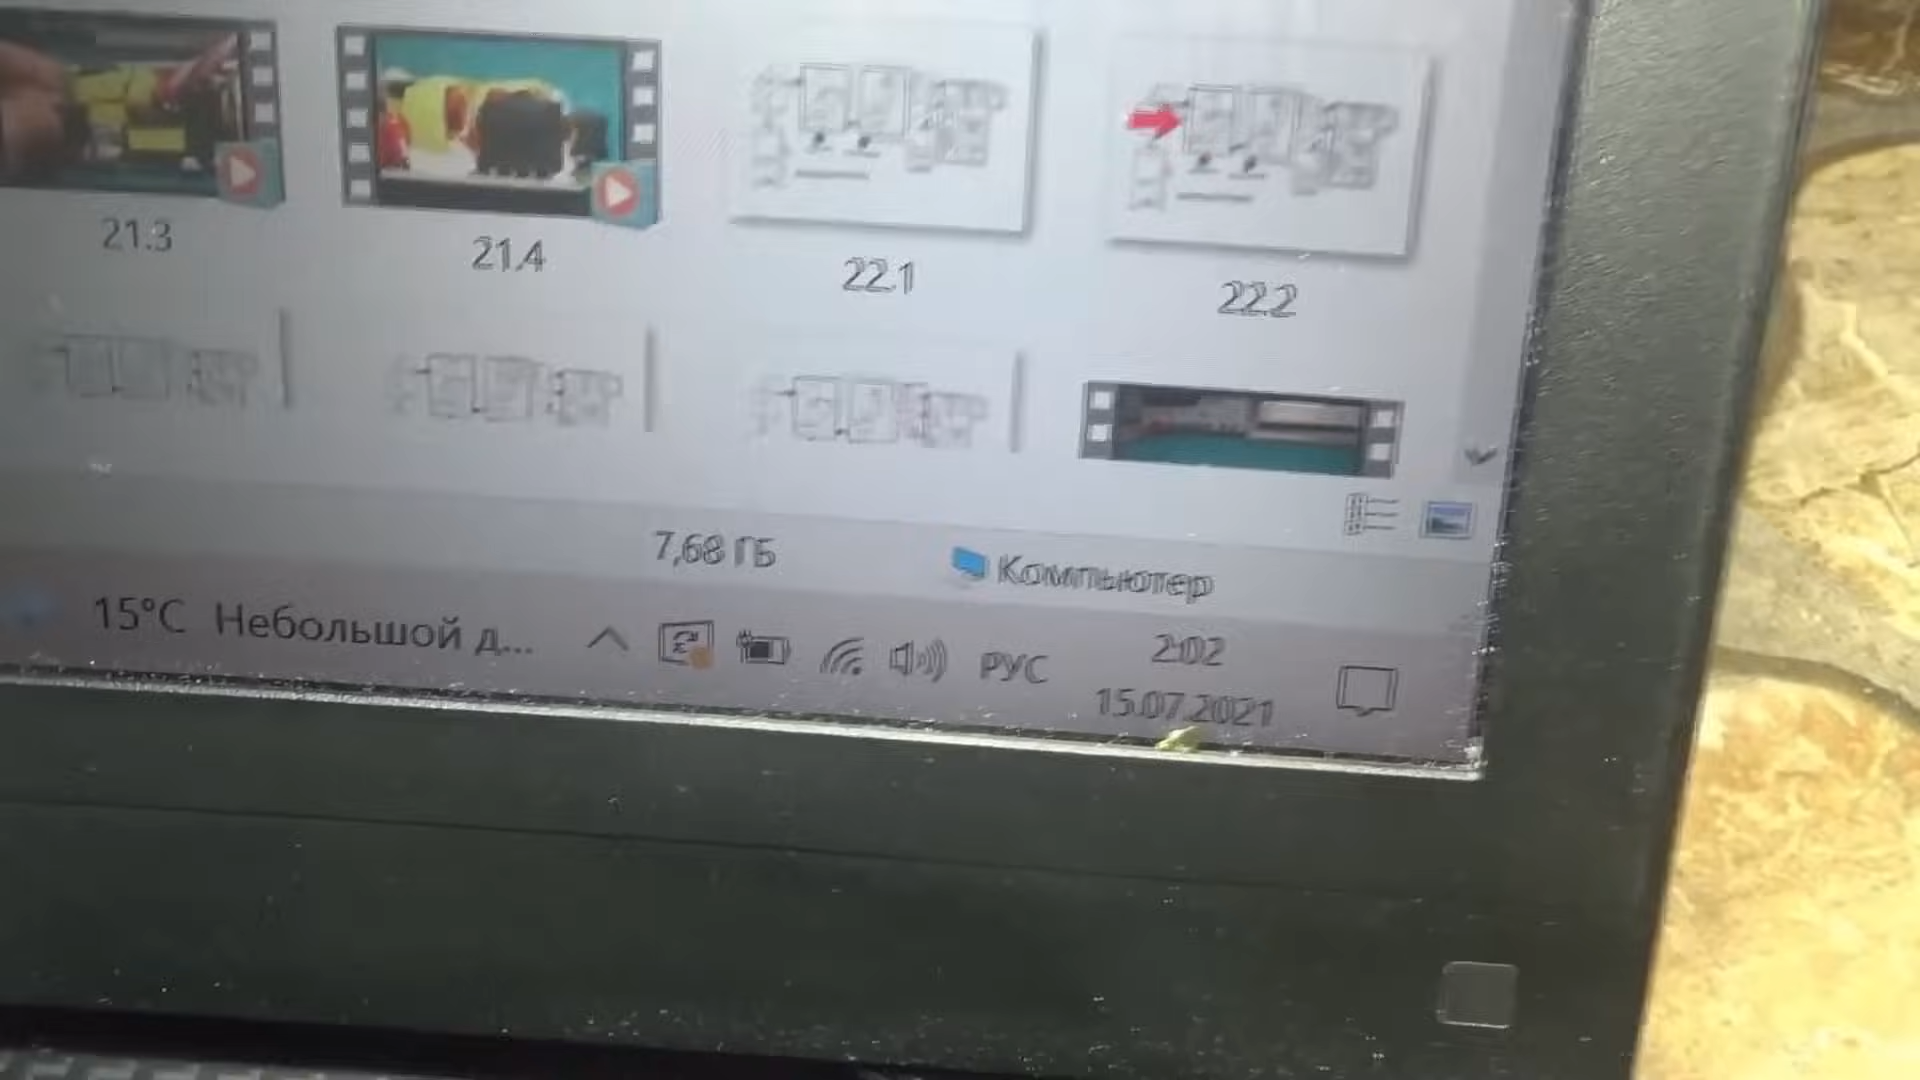 21.3
21.4
22.1
22.2
7,68 ГБ
Компьютер
15°C Небольшой д...
РУС
2:02
15.07.2021